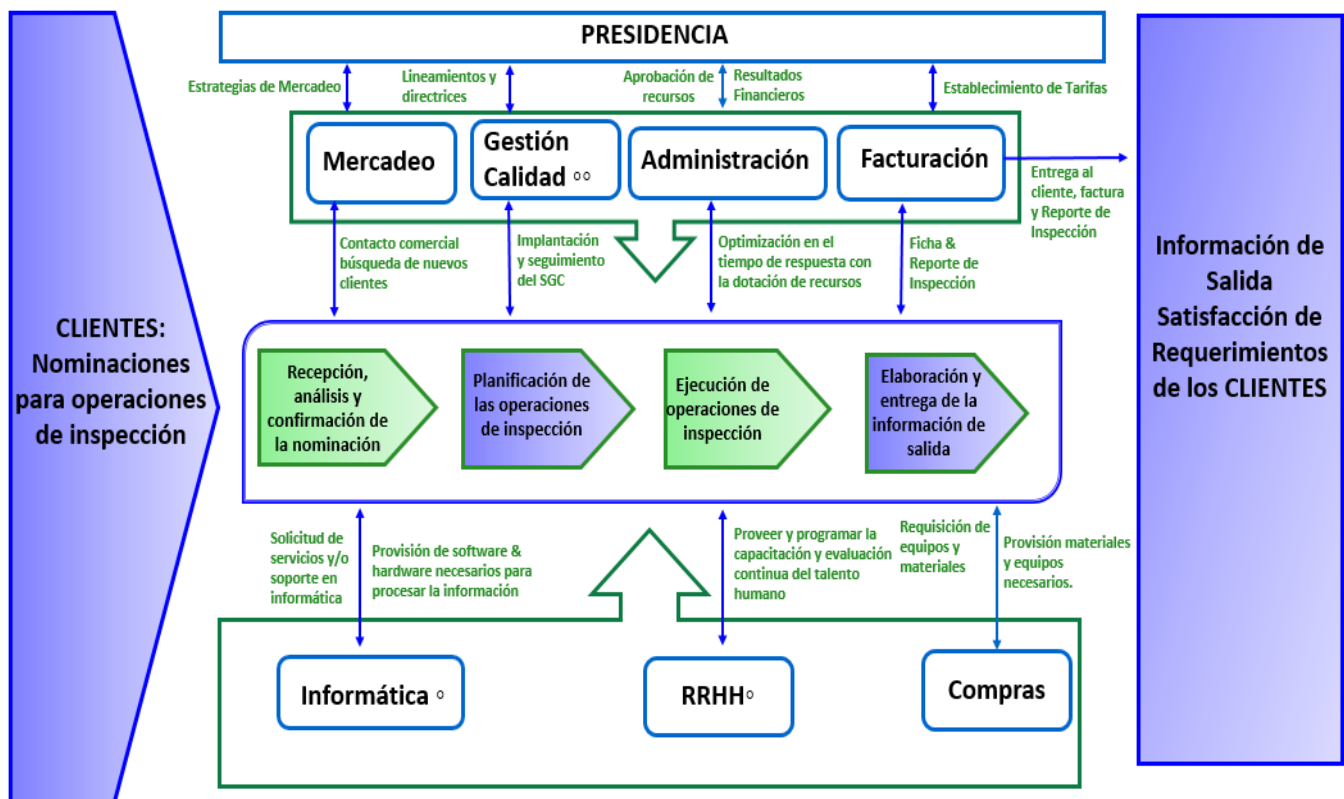 PRESIDENCIA
Estrategias de Mercadeo
Lineamientos y
directrices
Aprobación de
recursos
Resultados
Financieros
Establecimiento de Tarifas
Mercadeo
Gestión
Calidad °°
Administración
Facturación
Entrega al
cliente, factura
y Reporte de
Inspección
Contacto comercial
búsqueda de nuevos
clientes
Implantación
y seguimiento
del SGC
Optimización en el
tiempo de respuesta con
la dotación de recursos
Ficha &
Reporte de
Inspección
CLIENTES:
Nominaciones
para operaciones
de inspección
Recepción,
análisis y
confirmación de
la nominación
Planificación de
las operaciones
de inspección
Ejecución de
operaciones de
inspección
Elaboración y
entrega de la
información de
salida
Información de
Salida
Satisfacción de
Requerimientos
de los CLIENTES
Solicitud de
servicios y/o
soporte en
informática
Provisión de software &
hardware necesarios para
procesar la información
Proveer y programar la
capacitación y evaluación
continua del talento
humano
Requisición de
equipos y
materiales
Provisión materiales
y equipos
necesarios.
Informática °
RRHH°
Compras